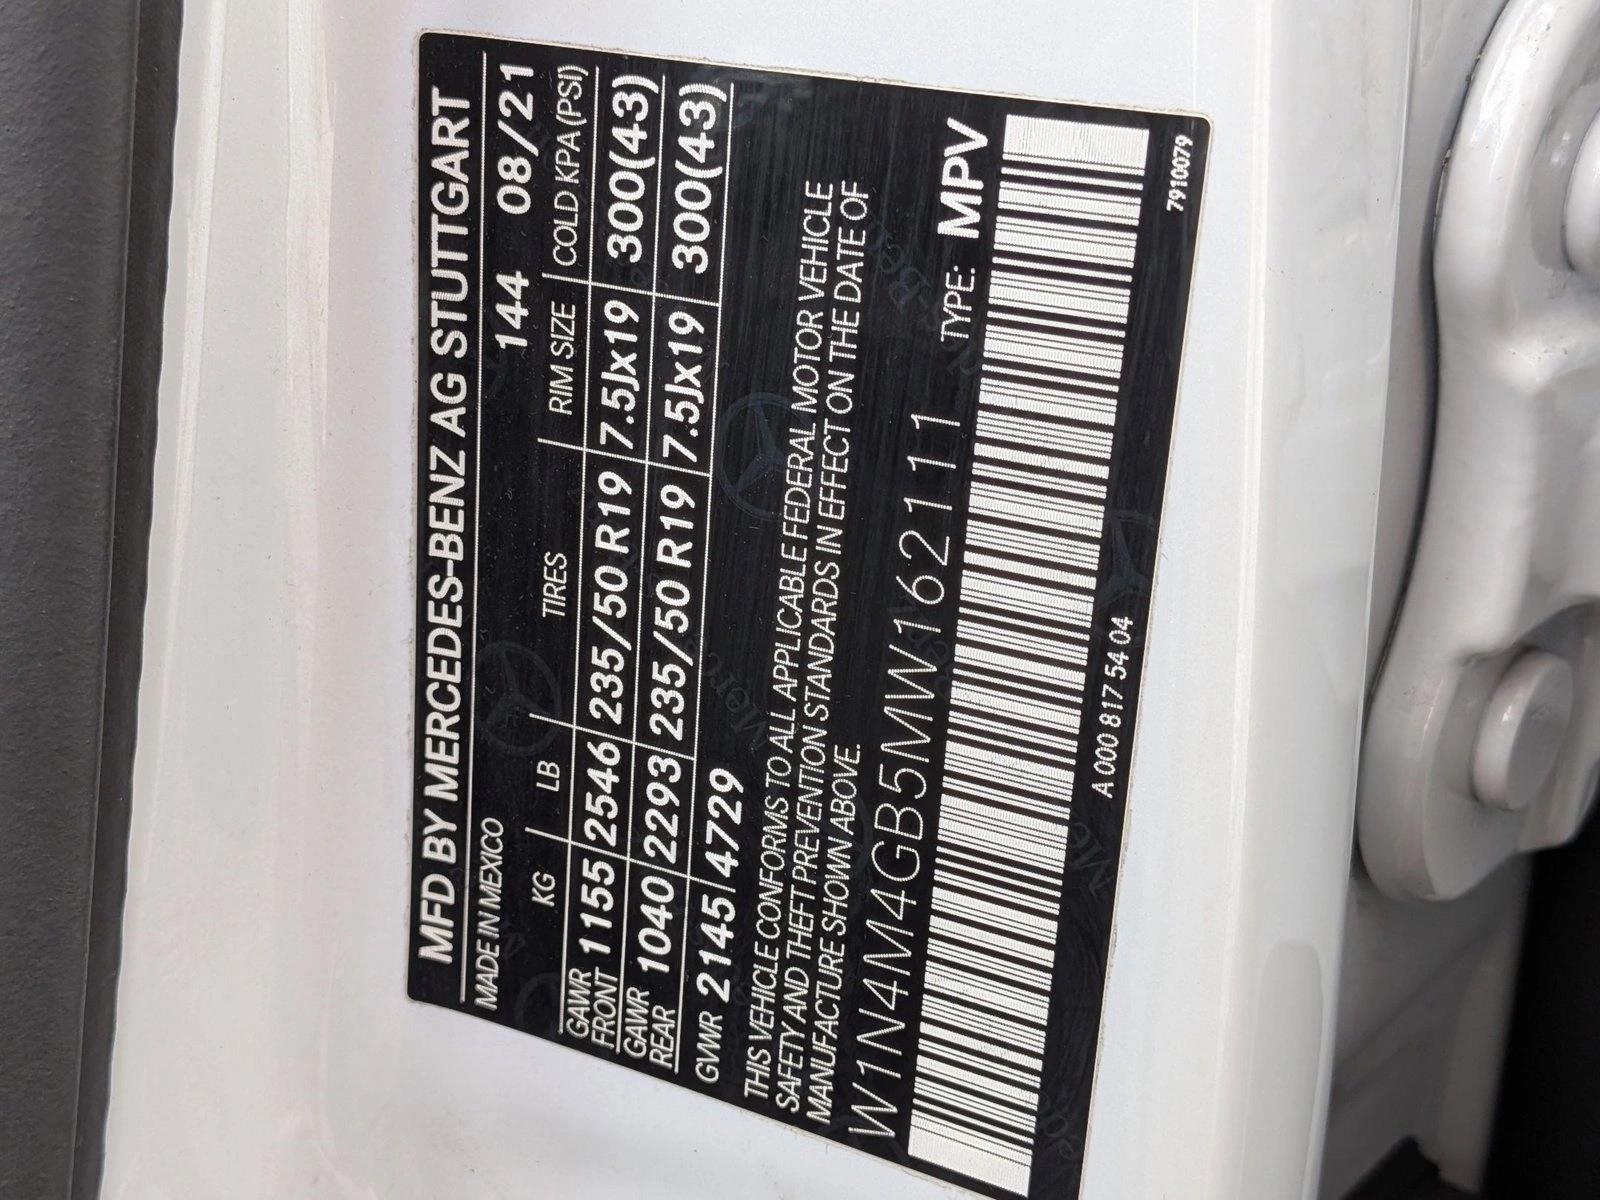 MFD BY MERCEDES-BENZ AG STUTTGART
MADE IN MEXICO 144 08/21
KG LB TIRES RIM SIZE COLD KPA(PSI)
GAWR FRONT 1155 2546 235/50 R19 7.5Jx19 300(43)
GAWR REAR 1040 2293 235/50 R19 7.5Jx19 300(43)
GVWR 2145 4729
THIS VEHICLE CONFORMS TO ALL APPLICABLE FEDERAL MOTOR VEHICLE
SAFETY AND THEFT PREVENTION STANDARDS IN EFFECT ON THE DATE OF
MANUFACTURE SHOWN ABOVE.
W1N4M4GB5MW162111 TYPE: MPV
A 000 817 54 04 7910079